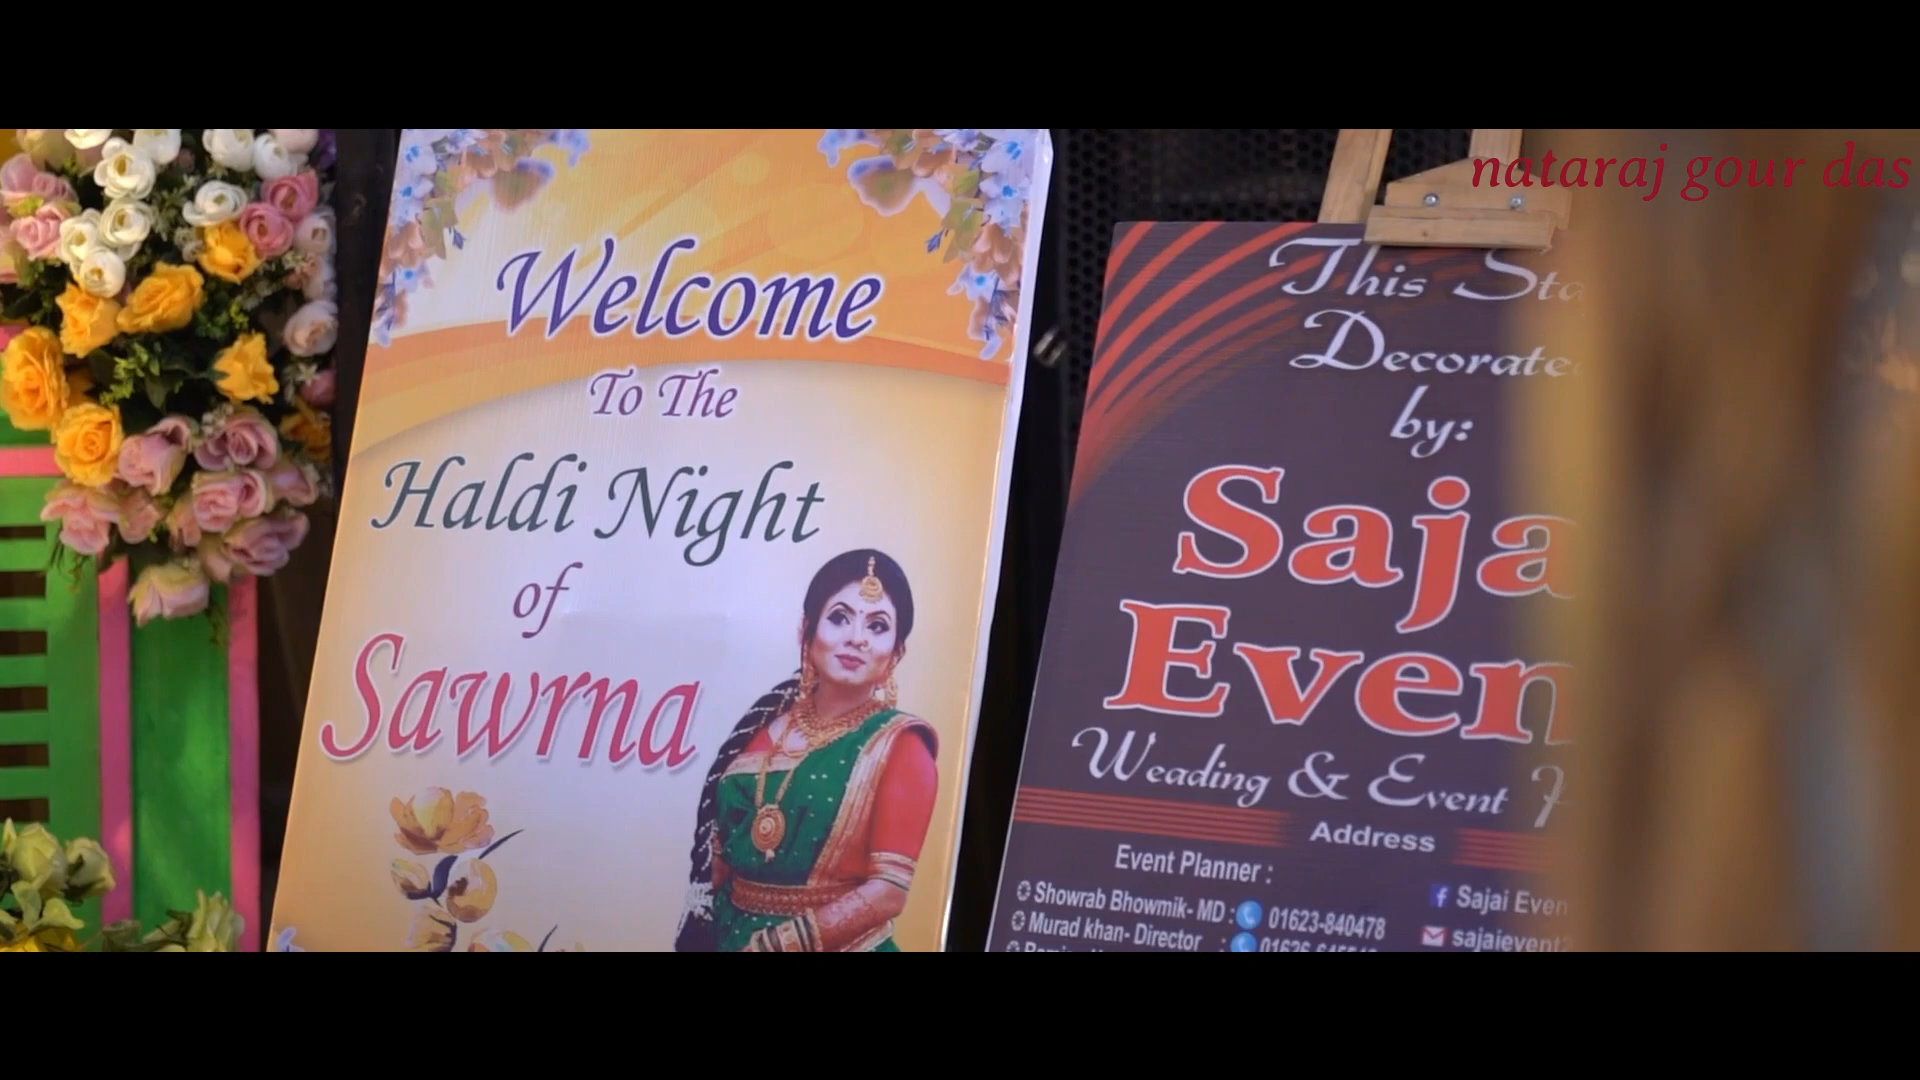 nataraj gour das
Welcome
To The
Haldi Night
of
Sawrna
This
Decorate
by:
Saja
Even
Weading & Event
Address
Event Planner :
Showrab Bhowmik- MD : 01623-840478
Murad khan- Director :
Sajai Even
sajaievent